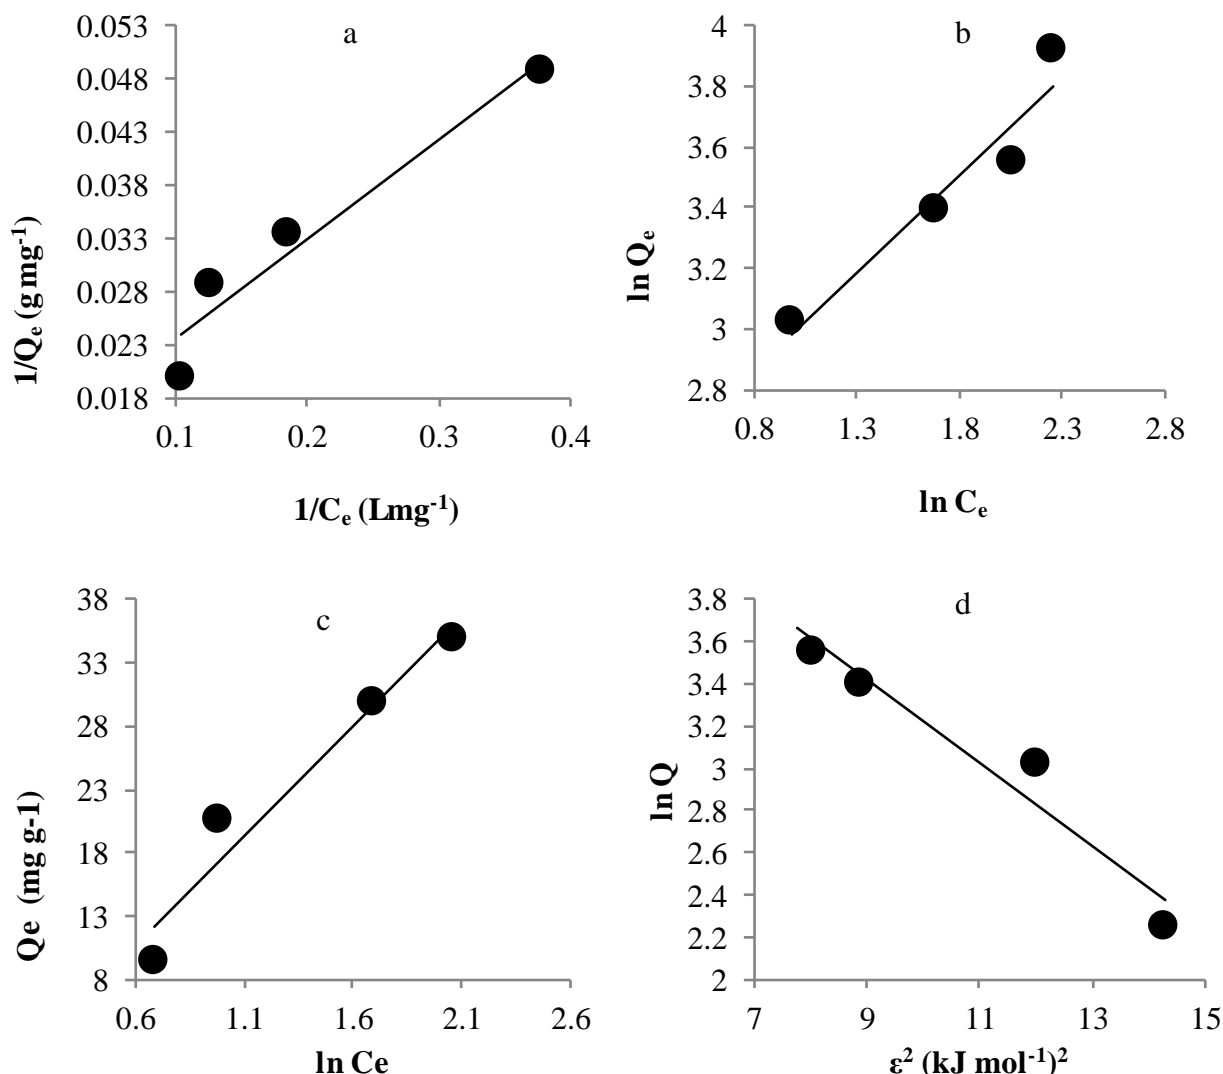 a
0.053
0.048
0.043
0.038
0.033
0.028
0.023
0.018
1/Qₑ (g mg⁻¹)
0.1 0.2 0.3 0.4
1/Cₑ (Lmg⁻¹)
b
4
3.8
3.6
3.4
3.2
3
2.8
ln Qₑ
0.8 1.3 1.8 2.3 2.8
ln Cₑ
c
38
33
28
23
18
13
8
Qe (mg g-1)
0.6 1.1 1.6 2.1 2.6
ln Ce
d
3.8
3.6
3.4
3.2
3
2.8
2.6
2.4
2.2
2
ln Q
7 9 11 13 15
ε² (kJ mol⁻¹)²